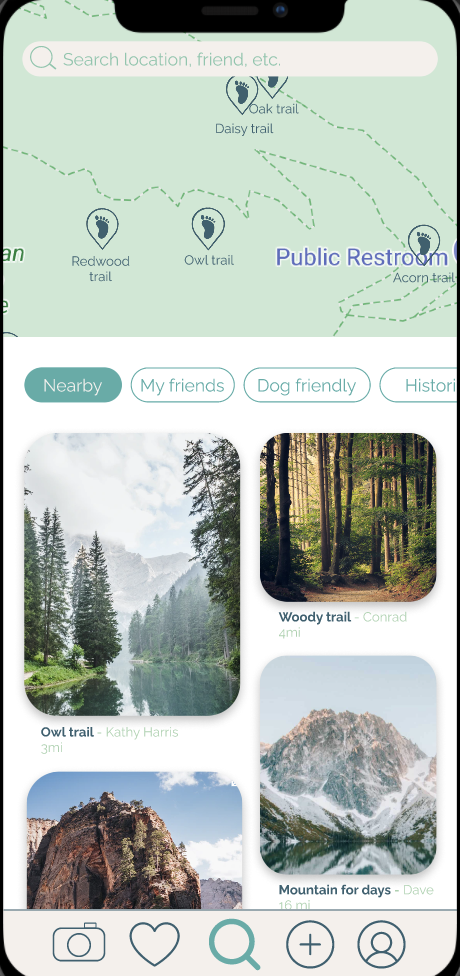 Search location, friend, etc.
Oak trail
Daisy trail
an
Redwood
trail
Owl trail
Public Restroom
Acorn trail
e
Nearby
My friends
Dog friendly
Histori
Woody trail - Conrad
4mi
Owl trail - Kathy Harris
3mi
Mountain for days - Dave
16 mi